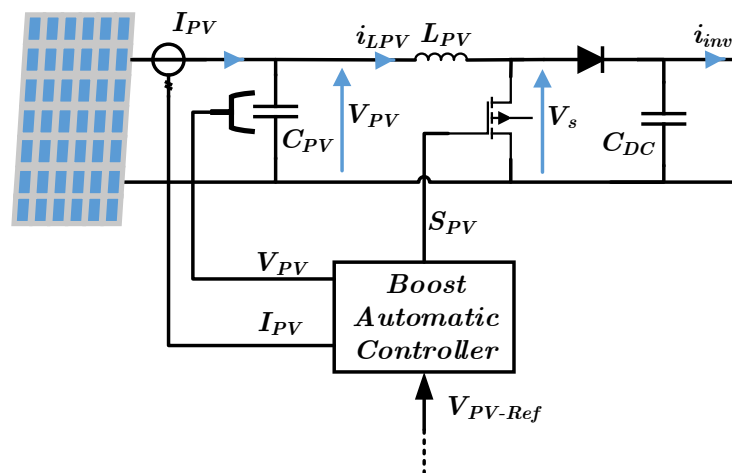 I_PV
i_LPV
L_PV
i_inv
V_PV
C_PV
V_s
C_DC
S_PV
V_PV
I_PV
Boost
Automatic
Controller
V_PV-Ref